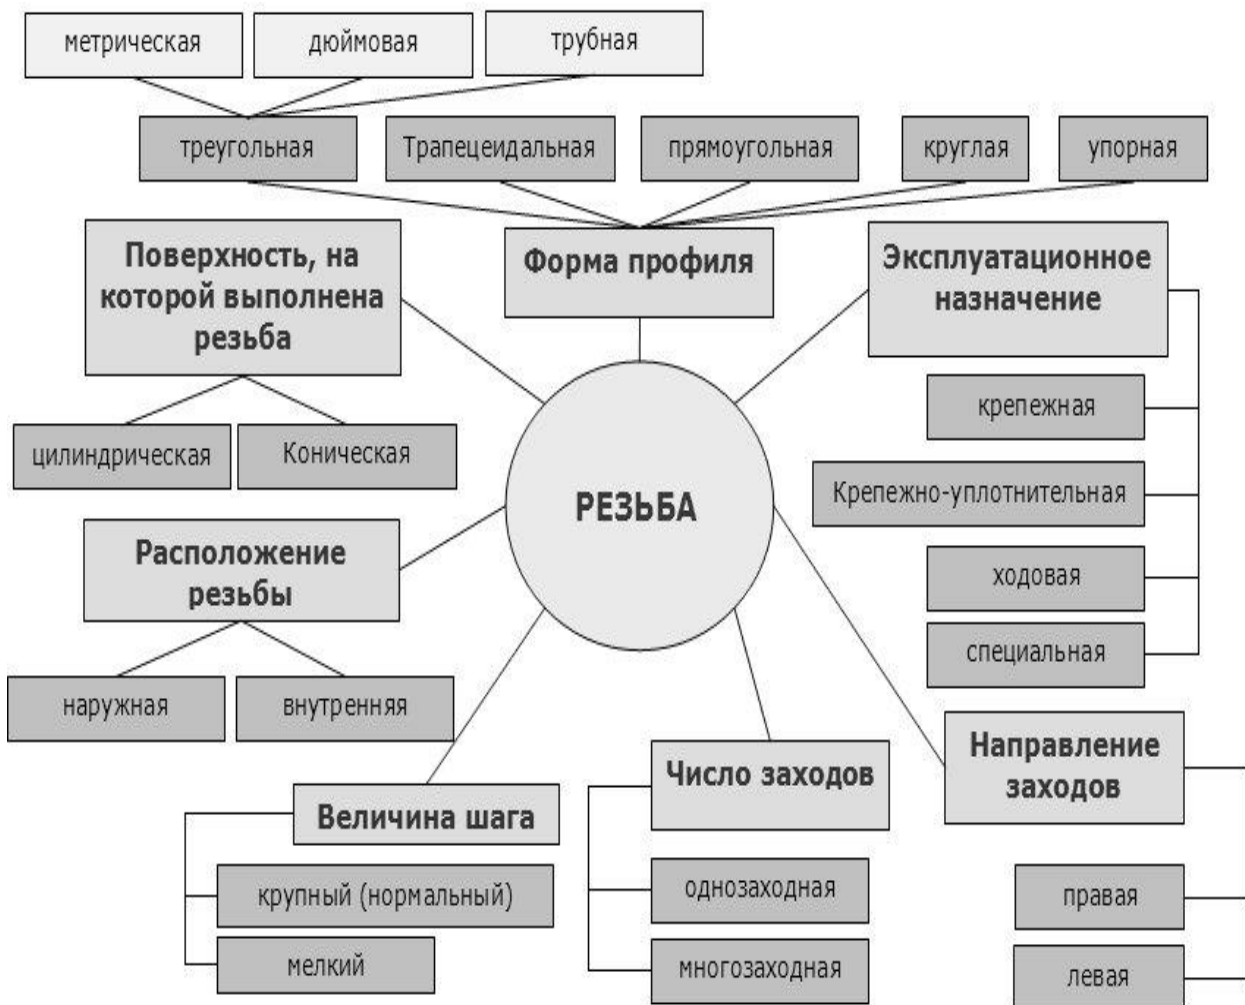 метрическая
дюймовая
трубная
треугольная
Трапецеидальная
прямоугольная
круглая
упорная
Поверхность, на
которой выполнена
резьба
Форма профиля
Эксплуатационное
назначение
цилиндрическая
Коническая
крепежная
Крепежно-уплотнительная
ходовая
специальная
РЕЗЬБА
Расположение
резьбы
наружная
внутренняя
Величина шага
крупный (нормальный)
мелкий
Число заходов
однозаходная
многозаходная
Направление
заходов
правая
левая